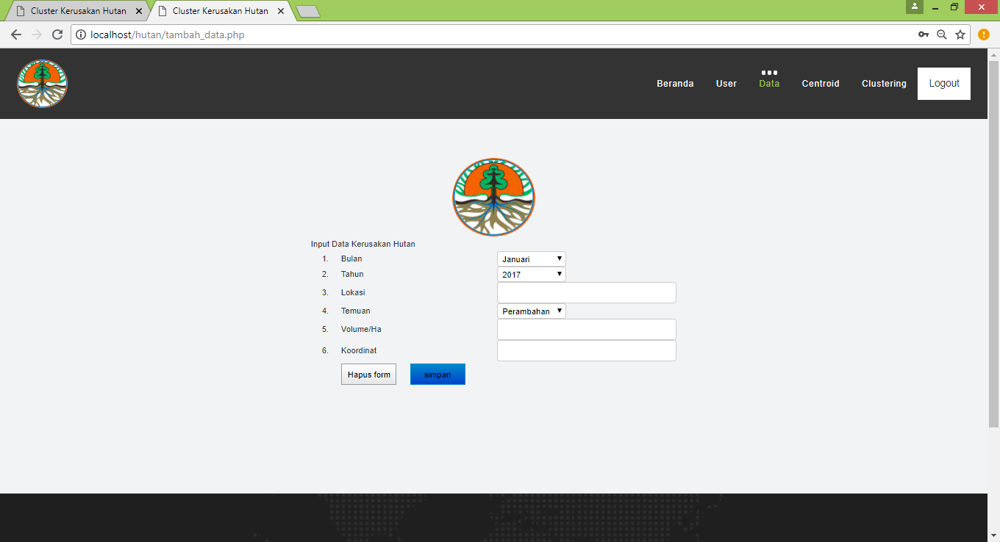 Cluster Kerusakan Hutan
Cluster Kerusakan Hutan
localhost/hutan/tambah_data.php
Beranda User Data Centroid Clustering Logout
Input Data Kerusakan Hutan
1. Bulan Januari
2. Tahun 2017
3. Lokasi
4. Temuan Perambahan
5. Volume/Ha
6. Koordinat
Hapus form simpan